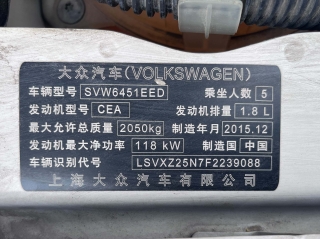 大众汽车(VOLKSWAGEN)
车辆型号 SVW6451EED 乘坐人数 5
发动机型号 CEA 发动机排量 1.8 L
最大允许总质量 2050kg 制造年月 2015.12
发动机最大净功率 118 kW 制造国 中国
车辆识别代号 LSVXZ25N7F2239088
上海大众汽车有限公司